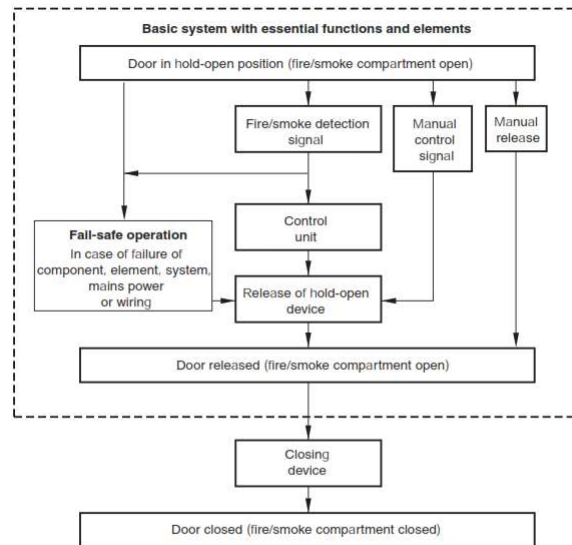 Basic system with essential functions and elements
Door in hold-open position (fire/smoke compartment open)
Fire/smoke detection
signal
Manual
control
signal
Manual
release
Fail-safe operation
In case of failure of
component, element, system,
mains power
or wiring
Control
unit
Release of hold-open
device
Door released (fire/smoke compartment open)
Closing
device
Door closed (fire/smoke compartment closed)